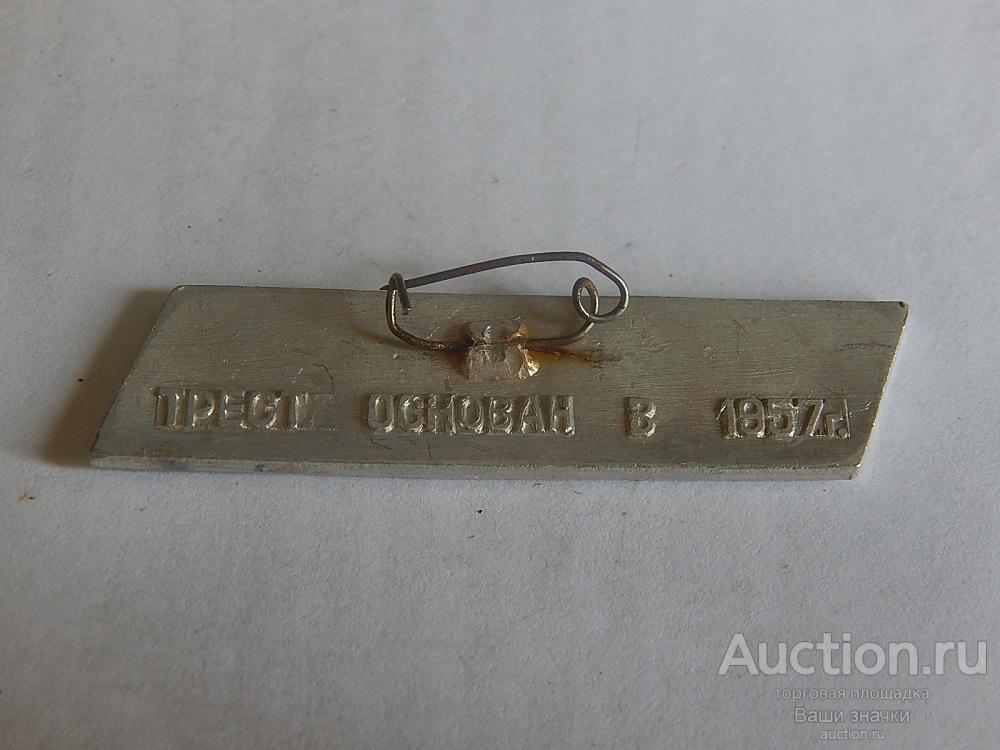 ТРЕСТ ОСНОВАН В 1957г.
Auction.ru
торговая площадка
Ваши значки
auction.ru